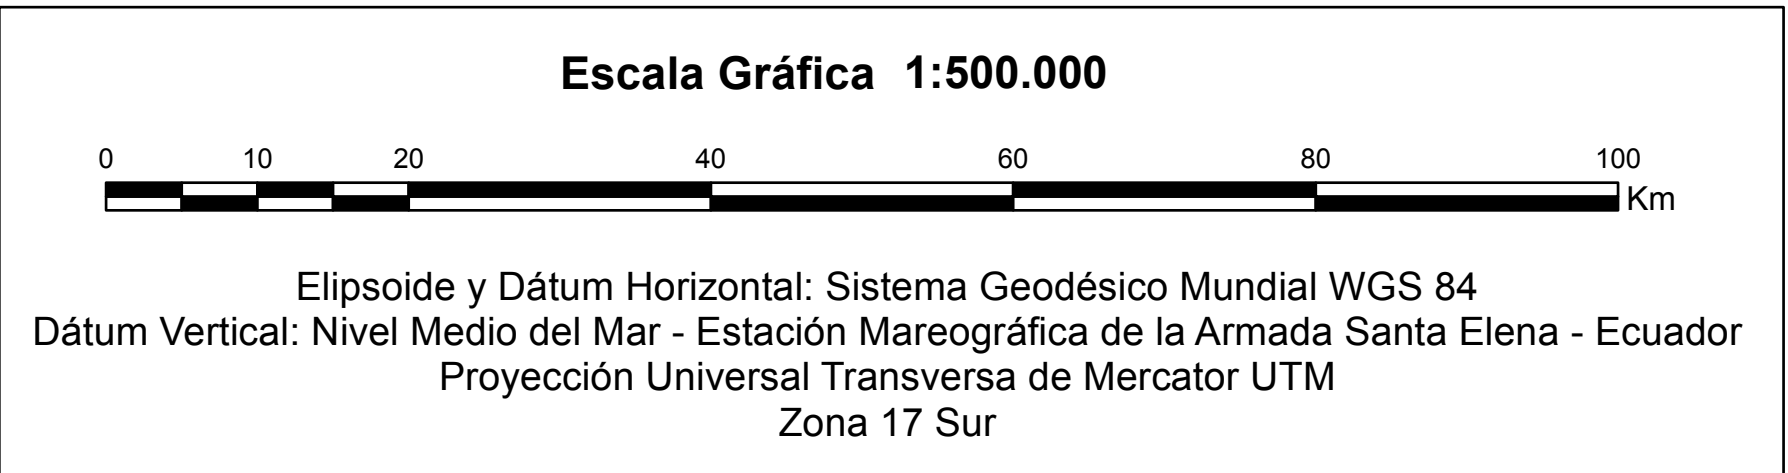 Escala Gráfica 1:500.000
0 10 20 40 60 80 100
Km
Elipsoide y Dátum Horizontal: Sistema Geodésico Mundial WGS 84
Dátum Vertical: Nivel Medio del Mar - Estación Mareográfica de la Armada Santa Elena - Ecuador
Proyección Universal Transversa de Mercator UTM
Zona 17 Sur